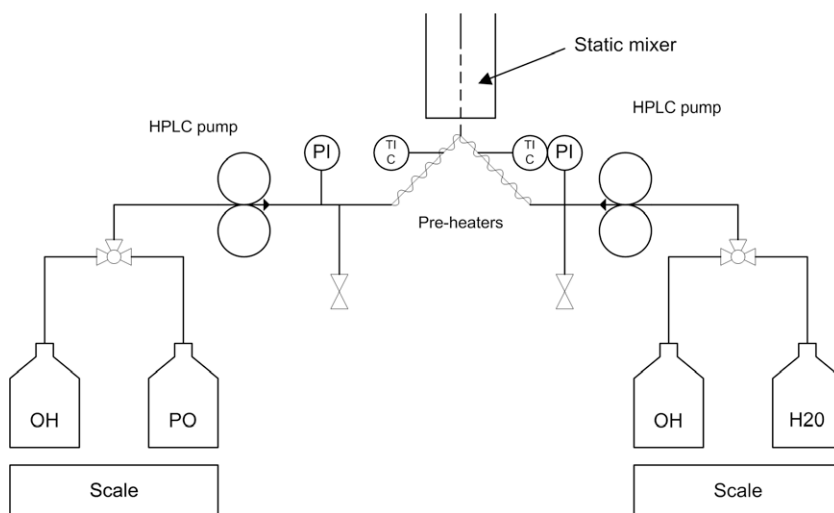 Static mixer
HPLC pump
HPLC pump
PI
TI
C
TI
C
PI
Pre-heaters
OH
PO
OH
H20
Scale
Scale